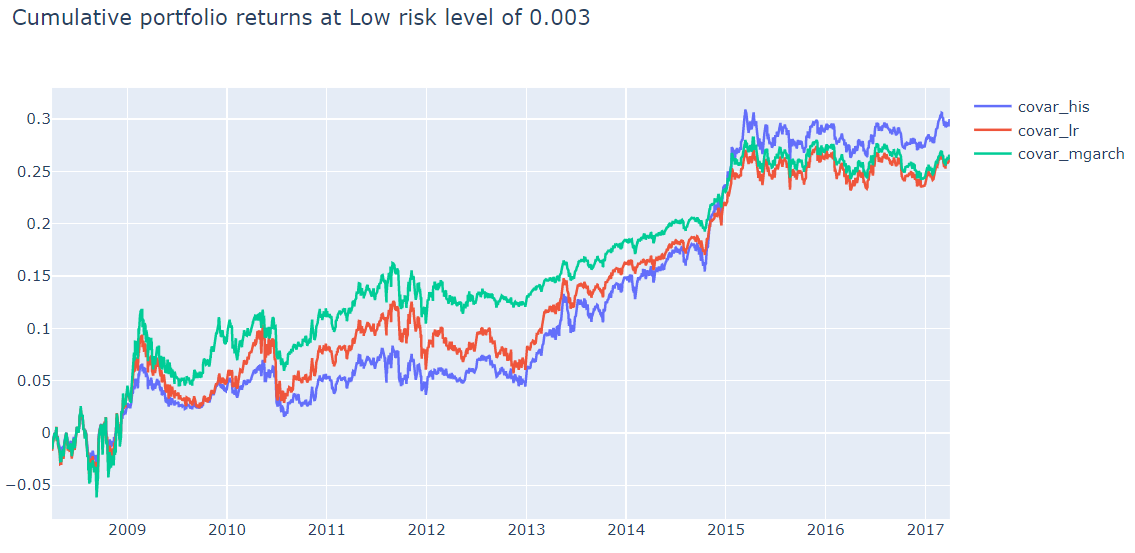 Cumulative portfolio returns at Low risk level of 0.003
covar_his
covar_lr
covar_mgarch
0.3
0.25
0.2
0.15
0.1
0.05
0
−0.05
2009 2010 2011 2012 2013 2014 2015 2016 2017